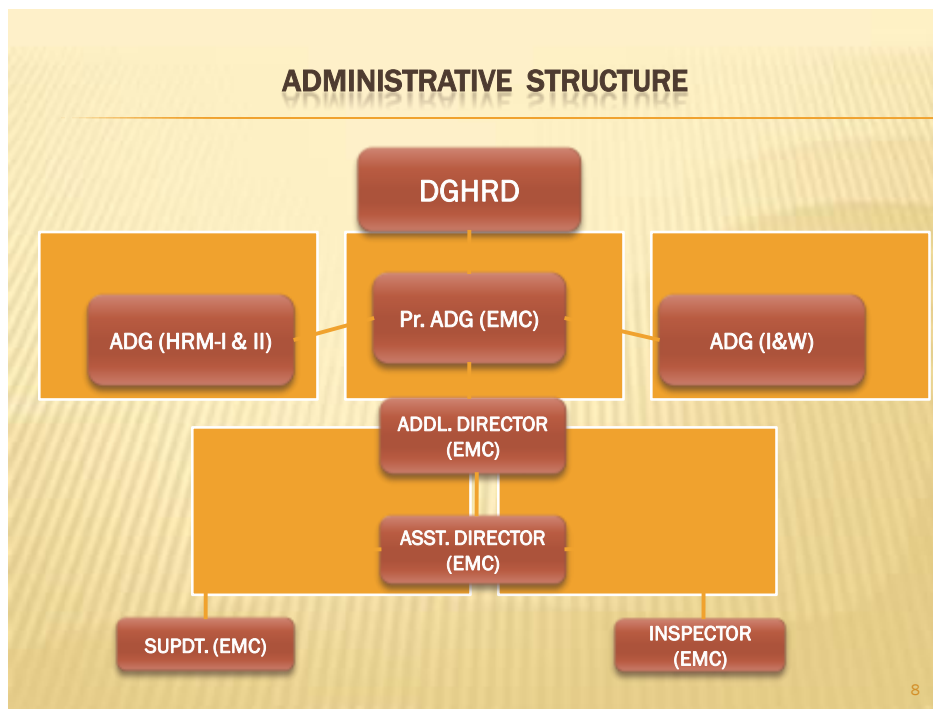 ADMINISTRATIVE STRUCTURE
DGHRD
ADG (HRM-I & II)
Pr. ADG (EMC)
ADG (I&W)
ADDL. DIRECTOR
(EMC)
ASST. DIRECTOR
(EMC)
SUPDT. (EMC)
INSPECTOR
(EMC)
8